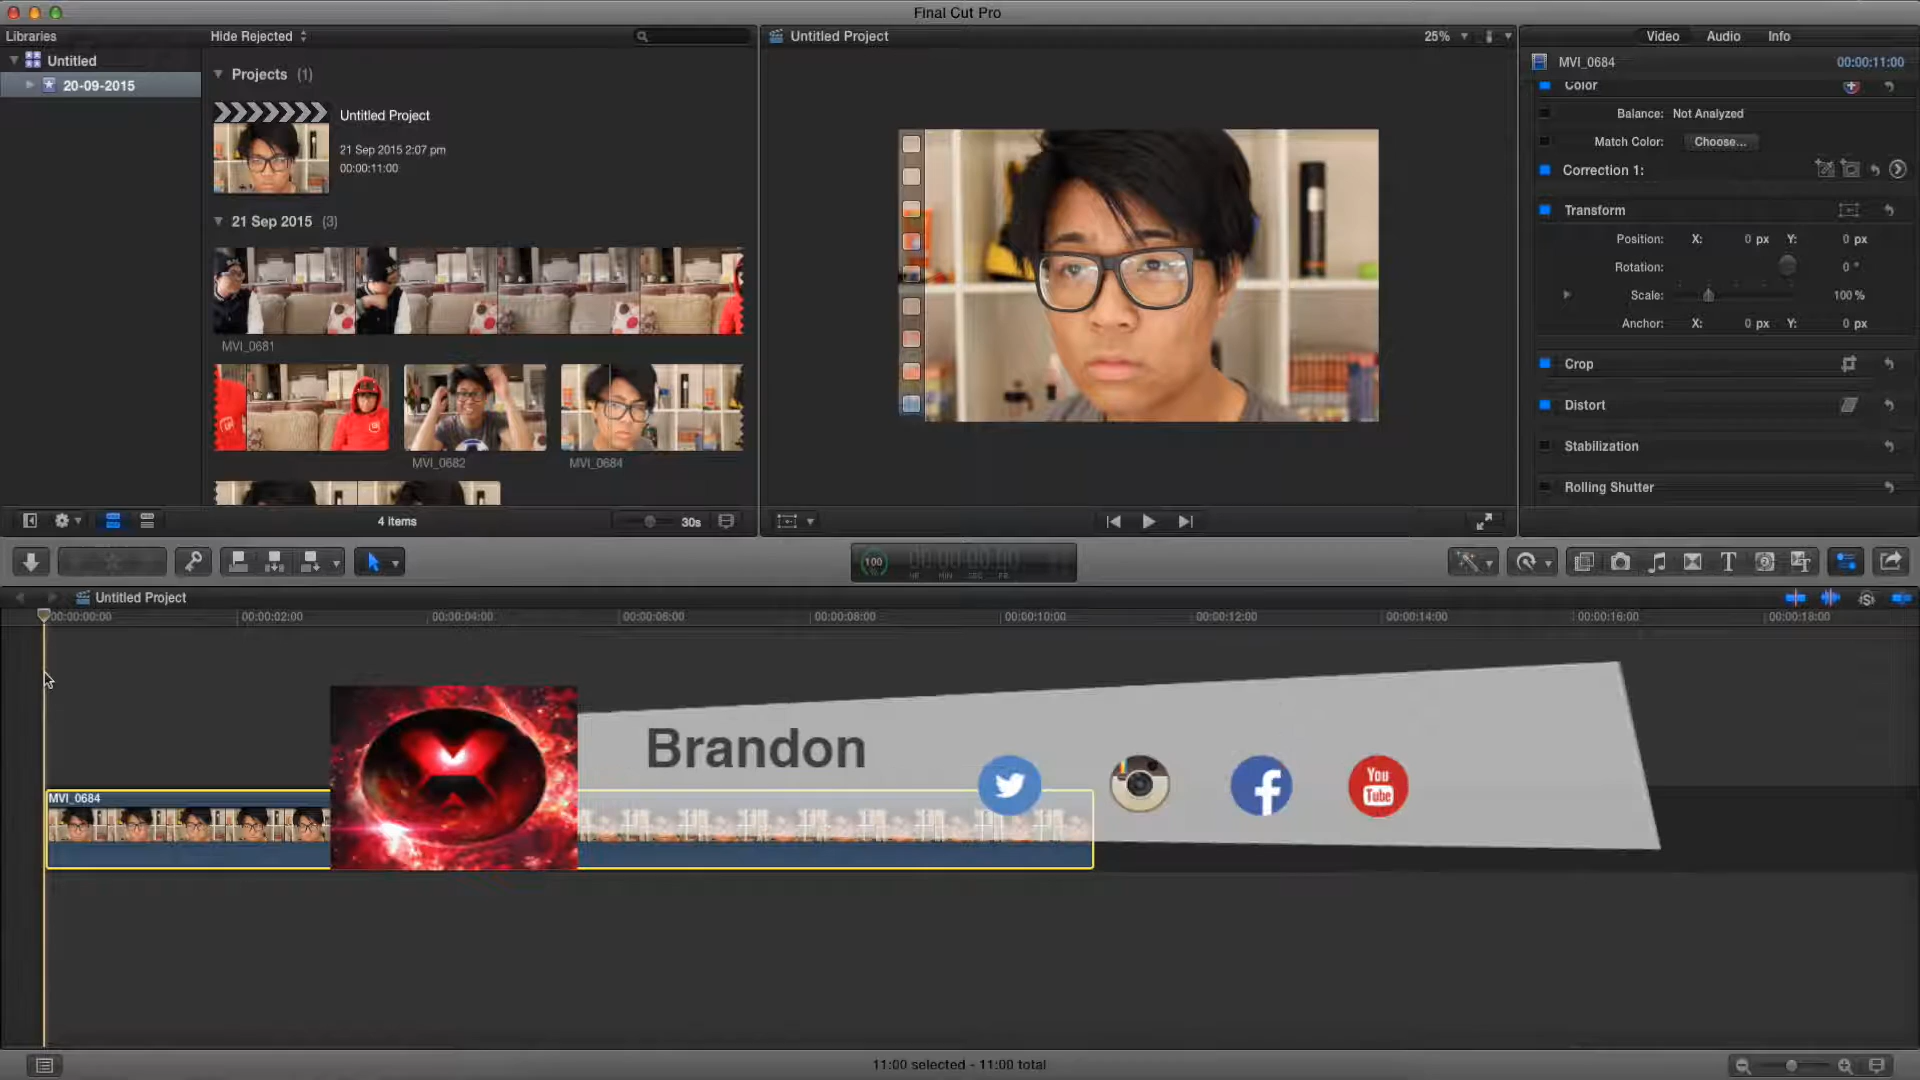 Final Cut Pro
Libraries
Hide Rejected
Untitled
20-09-2015
Projects (1)
Untitled Project
21 Sep 2015 2:07 pm
00:00:11:00
21 Sep 2015 (3)
MVI_0681
MVI_0682
MVI_0684
4 items
30s
Untitled Project
25%
Video
Audio
Info
MVI_0684
00:00:11:00
Color
Balance: Not Analyzed
Match Color: Choose...
Correction 1:
Transform
Position: X: 0 px Y: 0 px
Rotation: 0 °
Scale: 100 %
Anchor: X: 0 px Y: 0 px
Crop
Distort
Stabilization
Rolling Shutter
100
HR MIN SEC FR
T
Untitled Project
00:00:00:00
00:00:02:00
00:00:04:00
00:00:06:00
00:00:08:00
00:00:10:00
00:00:12:00
00:00:14:00
00:00:16:00
00:00:18:00
Brandon
f
You
Tube
MVI_0684
11:00 selected - 11:00 total